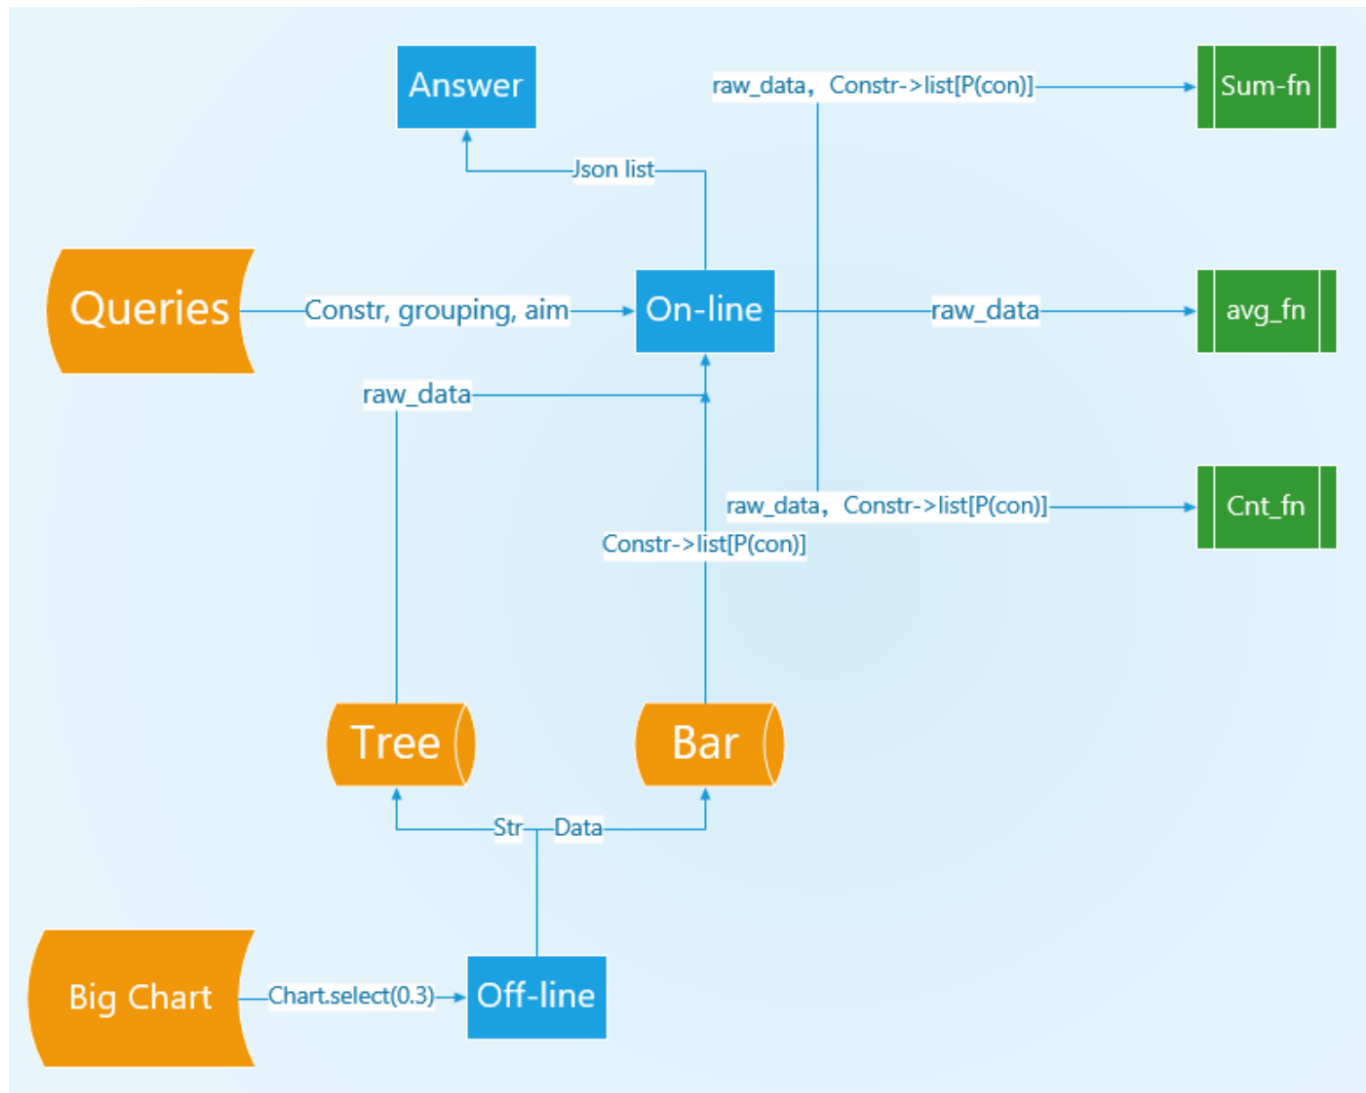 Answer
raw_data，Constr->list[P(con)]
Sum-fn
Json list
Queries
Constr, grouping, aim
On-line
raw_data
avg_fn
raw_data
raw_data，Constr->list[P(con)]
Cnt_fn
Constr->list[P(con)]
Tree
Bar
Str
Data
Big Chart
Chart.select(0.3)
Off-line